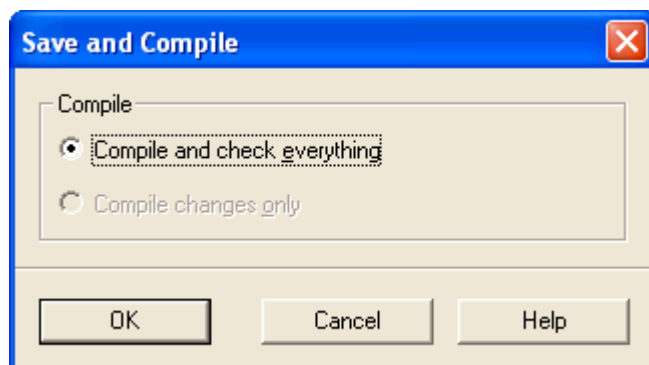 Save and Compile
Compile
Compile and check everything
Compile changes only
OK Cancel Help